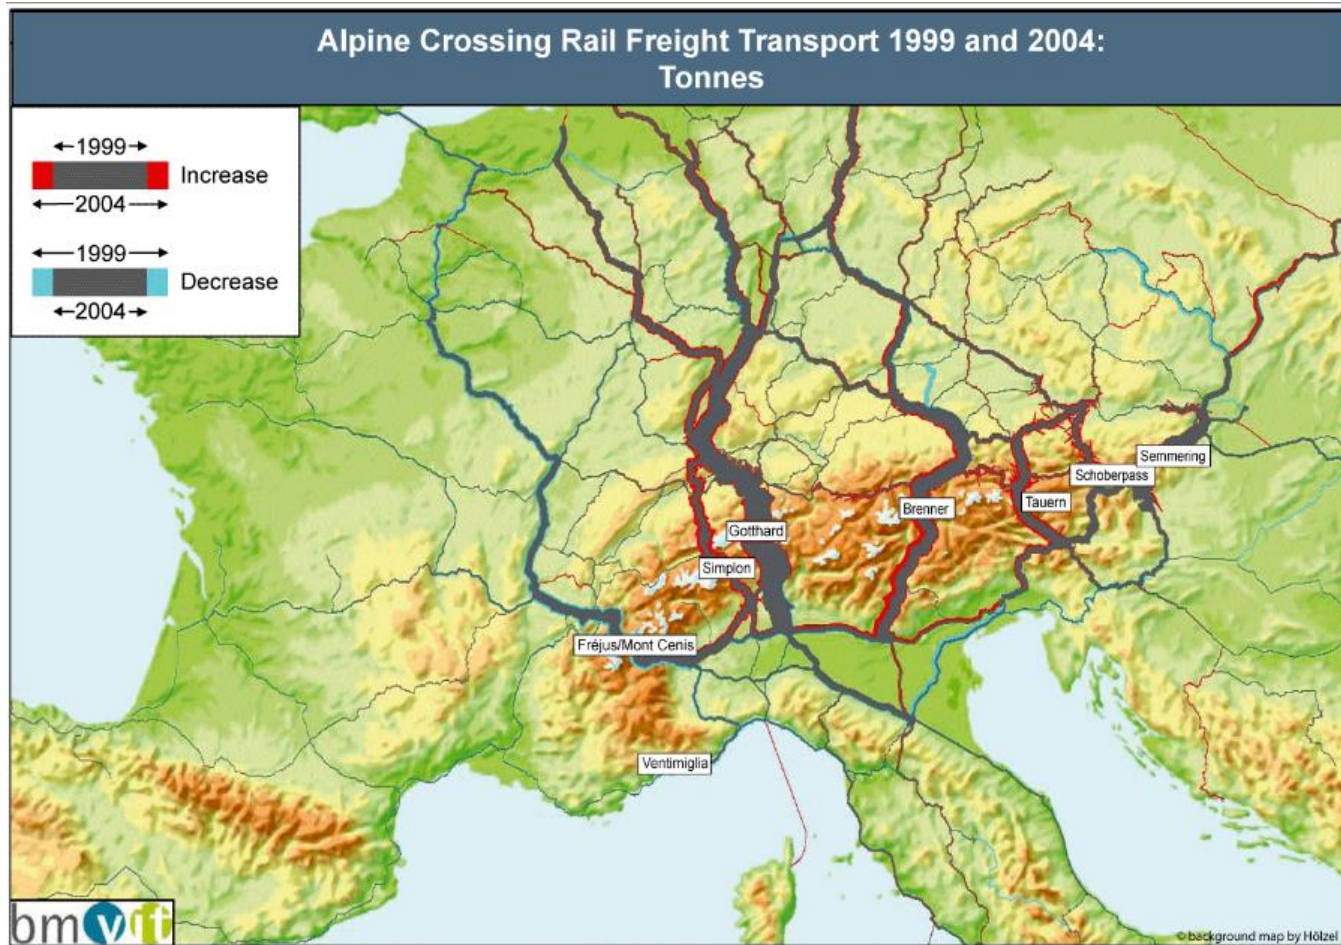 Alpine Crossing Rail Freight Transport 1999 and 2004:
Tonnes
1999
Increase
2004
1999
Decrease
2004
Semmering
Schoberpass
Tauern
Brenner
Gotthard
Simplon
Fréjus/Mont Cenis
Ventimiglia
bmvit
© background map by Hölzel